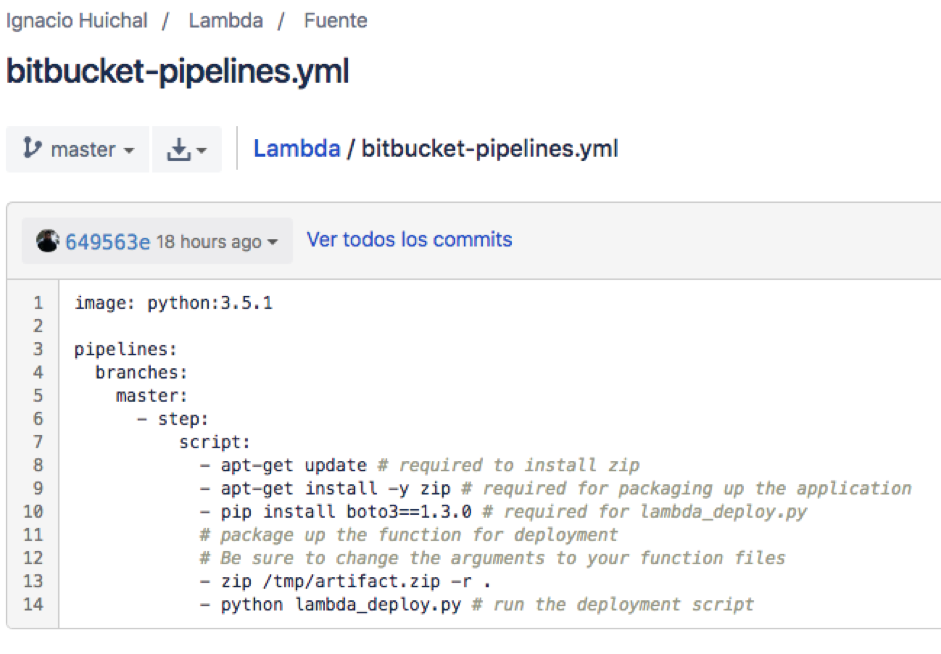 Ignacio Huichal / Lambda / Fuente
bitbucket-pipelines.yml
master
Lambda / bitbucket-pipelines.yml
649563e 18 hours ago
Ver todos los commits
1 image: python:3.5.1
2
3 pipelines:
4   branches:
5     master:
6       - step:
7           script:
8             - apt-get update # required to install zip
9             - apt-get install -y zip # required for packaging up the application
10             - pip install boto3==1.3.0 # required for lambda_deploy.py
11             # package up the function for deployment
12             # Be sure to change the arguments to your function files
13             - zip /tmp/artifact.zip -r .
14             - python lambda_deploy.py # run the deployment script